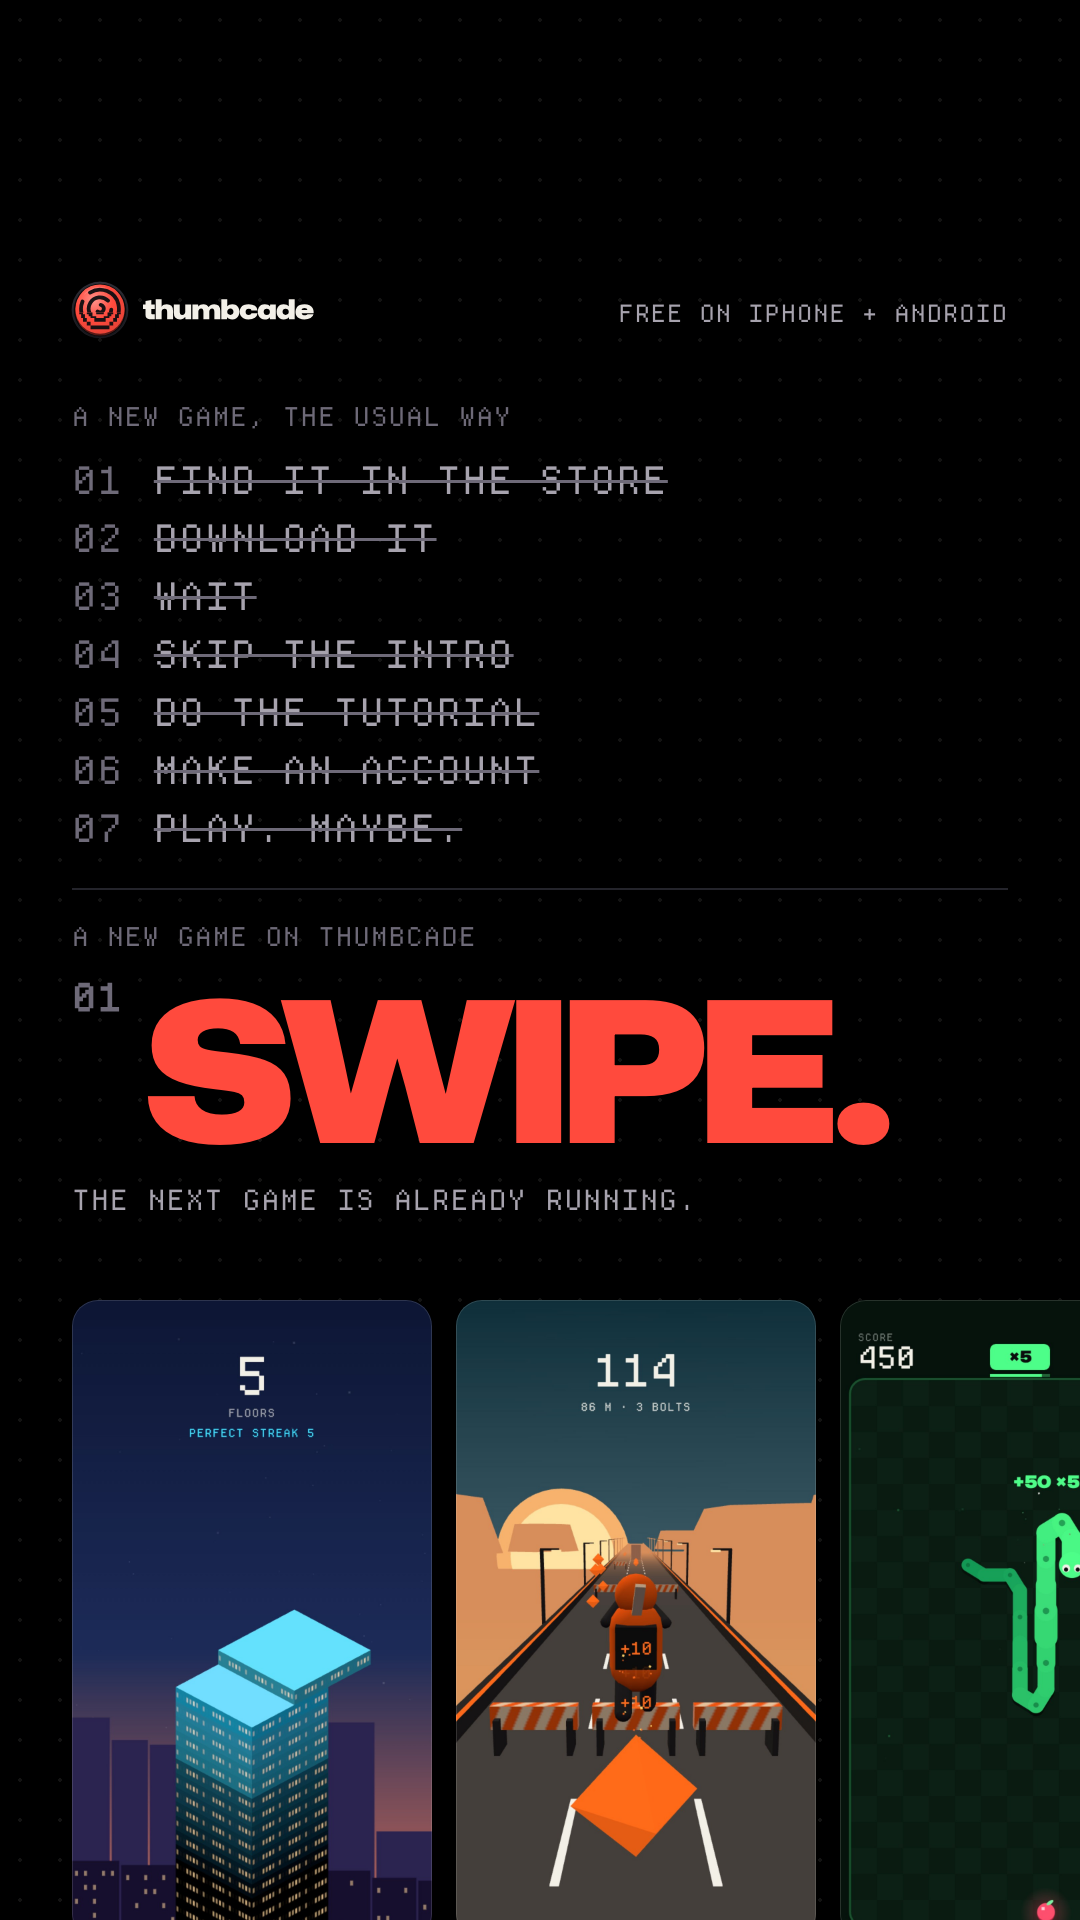 thumbcade
FREE ON IPHONE + ANDROID
A NEW GAME, THE USUAL WAY
01 FIND IT IN THE STORE
02 DOWNLOAD IT
03 WAIT
04 SKIP THE INTRO
05 DO THE TUTORIAL
06 MAKE AN ACCOUNT
07 PLAY. MAYBE.
A NEW GAME ON THUMBCADE
01 SWIPE.
THE NEXT GAME IS ALREADY RUNNING.
5
FLOORS
PERFECT STREAK 5
114
86 M · 3 BOLTS
+10
+10
SCORE
450
×5
+50 ×5